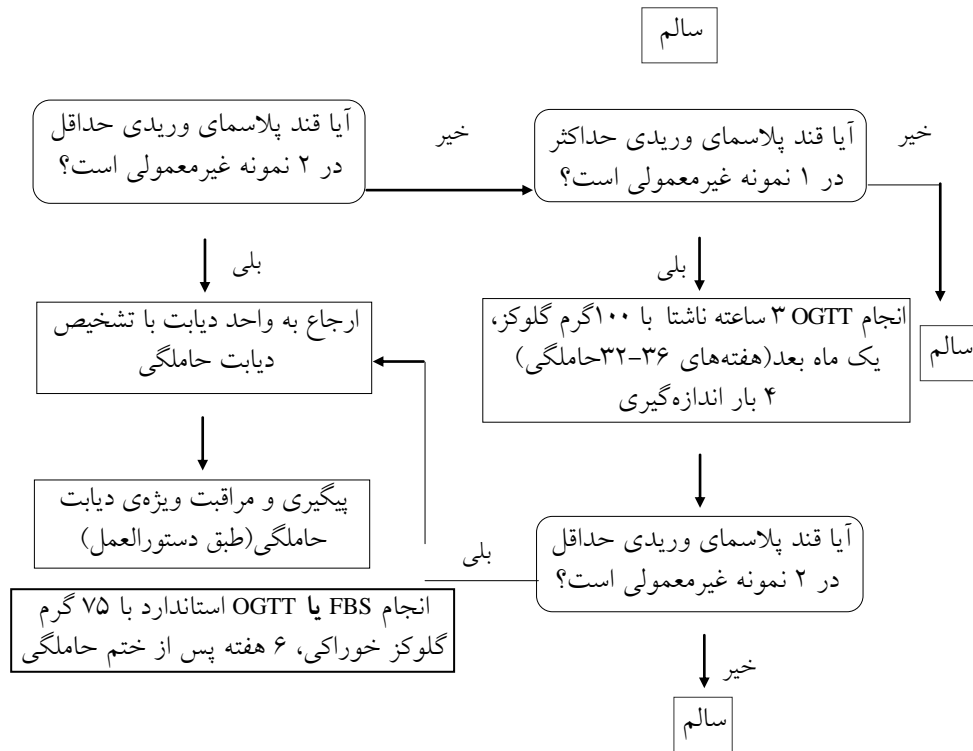 سالم
آیا قند پلاسمای وریدی حداقل
در ۲ نمونه غیرمعمولی است؟
خیر
آیا قند پلاسمای وریدی حداکثر
در ۱ نمونه غیرمعمولی است؟
خیر
بلی
بلی
ارجاع به واحد دیابت با تشخیص
دیابت حاملگی
انجام OGTT ۳ ساعته ناشتا با ۱۰۰گرم گلوکز،
یک ماه بعد(هفته‌های ۳۶-۳۲حاملگی)
۴ بار اندازه‌گیری
سالم
پیگیری و مراقبت ویژه‌ی دیابت
حاملگی(طبق دستورالعمل)
بلی
آیا قند پلاسمای وریدی حداقل
در ۲ نمونه غیرمعمولی است؟
انجام FBS یا OGTT استاندارد با ۷۵ گرم
گلوکز خوراکی، ۶ هفته پس از ختم حاملگی
خیر
سالم